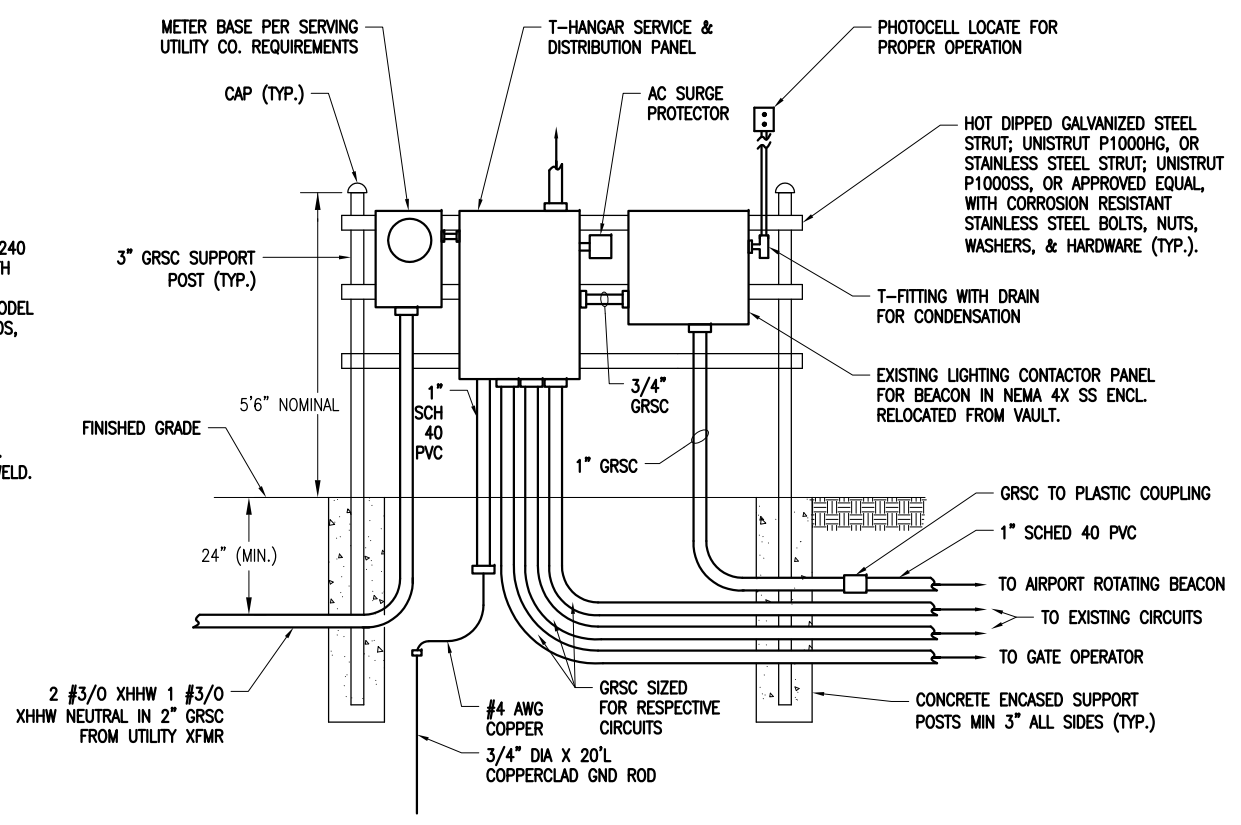 METER BASE PER SERVING
UTILITY CO. REQUIREMENTS
T-HANGAR SERVICE &
DISTRIBUTION PANEL
PHOTOCELL LOCATE FOR
PROPER OPERATION
CAP (TYP.)
AC SURGE
PROTECTOR
HOT DIPPED GALVANIZED STEEL
STRUT; UNISTRUT P1000HG, OR
STAINLESS STEEL STRUT; UNISTRUT
P1000SS, OR APPROVED EQUAL,
WITH CORROSION RESISTANT
STAINLESS STEEL BOLTS, NUTS,
WASHERS, & HARDWARE (TYP.).
240
3" GRSC SUPPORT
POST (TYP.)
T-FITTING WITH DRAIN
FOR CONDENSATION
EXISTING LIGHTING CONTACTOR PANEL
FOR BEACON IN NEMA 4X SS ENCL.
RELOCATED FROM VAULT.
3/4"
GRSC
1"
SCH
40
PVC
5'6" NOMINAL
FINISHED GRADE
1" GRSC
24" (MIN.)
GRSC TO PLASTIC COUPLING
1" SCHED 40 PVC
TO AIRPORT ROTATING BEACON
TO EXISTING CIRCUITS
TO GATE OPERATOR
2 #3/0 XHHW 1 #3/0
XHHW NEUTRAL IN 2" GRSC
FROM UTILITY XFMR
#4 AWG
COPPER
GRSC SIZED
FOR RESPECTIVE
CIRCUITS
CONCRETE ENCASED SUPPORT
POSTS MIN 3" ALL SIDES (TYP.)
3/4" DIA X 20'L
COPPERCLAD GND ROD